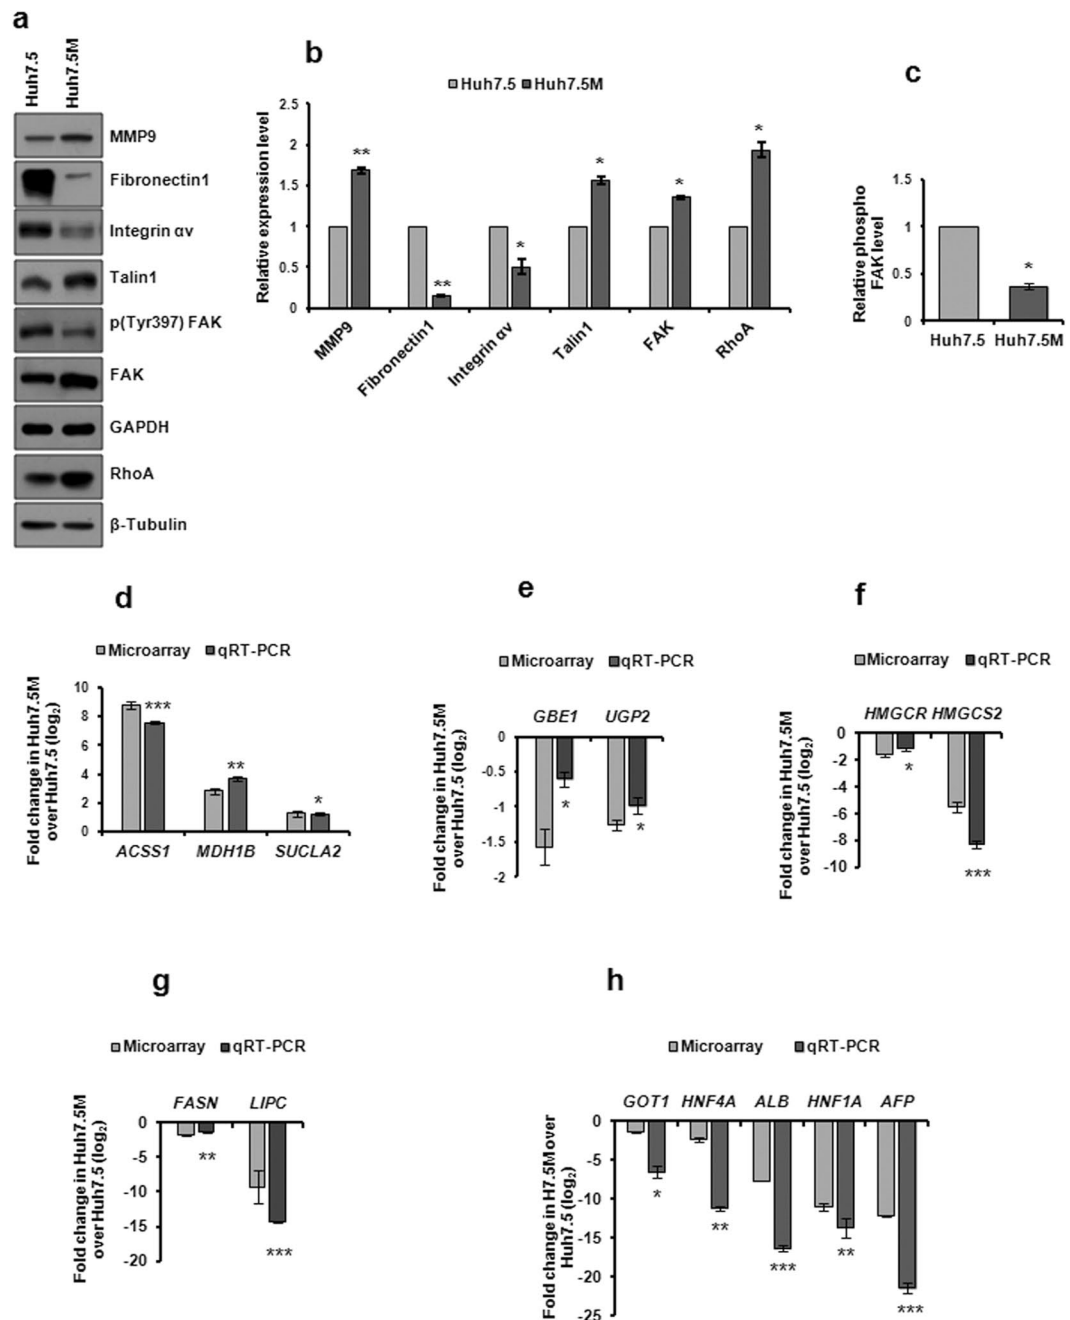 a
Huh7.5
Huh7.5M
MMP9
Fibronectin1
Integrin αv
Talin1
p(Tyr397) FAK
FAK
GAPDH
RhoA
β-Tubulin
b
Huh7.5 Huh7.5M
Relative expression level
2.5
2
1.5
1
0.5
0
** ** * * * *
MMP9
Fibronectin1
Integrin αv
Talin1
FAK
RhoA
c
Relative phospho
FAK level
1.5
1
0.5
0
*
Huh7.5 Huh7.5M
d
Microarray qRT-PCR
Fold change in Huh7.5M
over Huh7.5 (log2)
10
8
6
4
2
0
*** ** *
ACSS1 MDH1B SUCLA2
e
Microarray qRT-PCR
Fold change in Huh7.5M
over Huh7.5 (log2)
GBE1 UGP2
0
-0.5
-1
-1.5
-2
* *
f
Microarray qRT-PCR
Fold change in Huh7.5M
over Huh7.5 (log2)
HMGCR HMGCS2
0
-2
-4
-6
-8
-10
* ***
g
Microarray qRT-PCR
Fold change in Huh7.5M
over Huh7.5 (log2)
FASN LIPC
0
-5
-10
-15
-20
** ***
h
Microarray qRT-PCR
Fold change in H7.5M over
Huh7.5 (log2)
GOT1 HNF4A ALB HNF1A AFP
0
-5
-10
-15
-20
-25
* ** *** ** ***